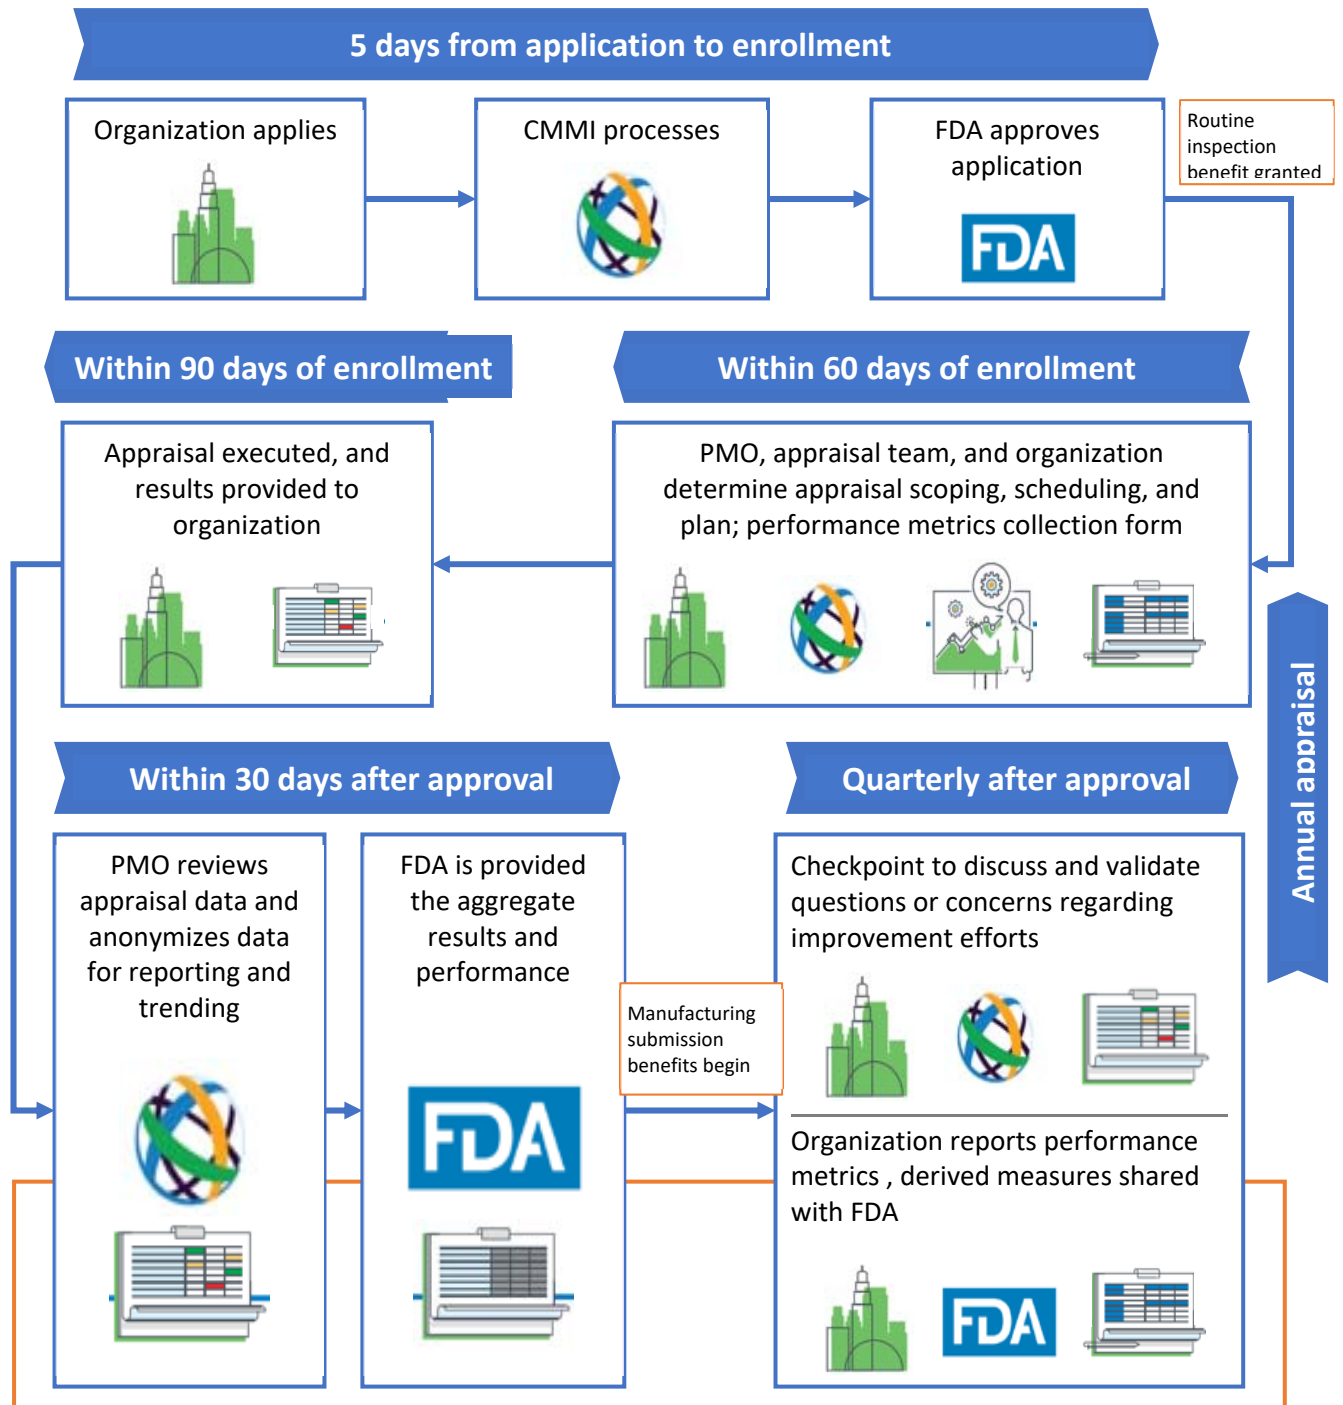 5 days from application to enrollment
Organization applies
CMMI processes
FDA approves
application
FDA
Routine
inspection
benefit granted
Within 90 days of enrollment
Within 60 days of enrollment
Appraisal executed, and
results provided to
organization
PMO, appraisal team, and organization
determine appraisal scoping, scheduling, and
plan; performance metrics collection form
Annual appraisal
Within 30 days after approval
Quarterly after approval
PMO reviews
appraisal data and
anonymizes data
for reporting and
trending
FDA is provided
the aggregate
results and
performance
FDA
Manufacturing
submission
benefits begin
Checkpoint to discuss and validate
questions or concerns regarding
improvement efforts
Organization reports performance
metrics , derived measures shared
with FDA
FDA